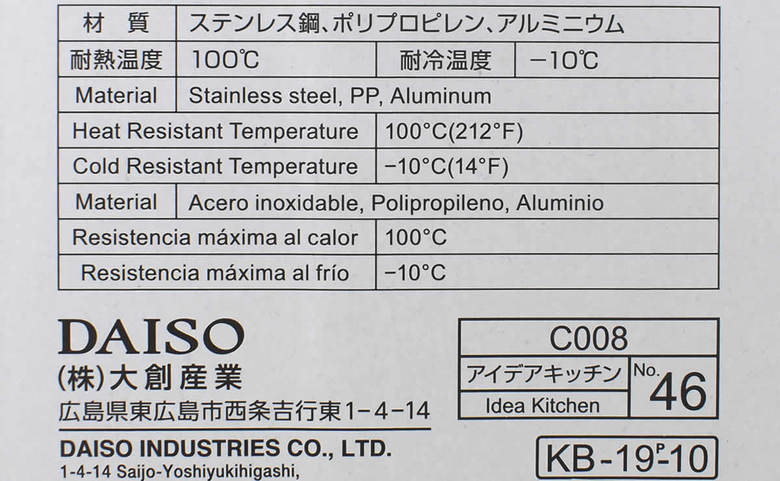 材質 ステンレス鋼、ポリプロピレン、アルミニウム
耐熱温度 100℃ 耐冷温度 −10℃
Material Stainless steel, PP, Aluminum
Heat Resistant Temperature 100°C(212°F)
Cold Resistant Temperature −10°C(14°F)
Material Acero inoxidable, Polipropileno, Aluminio
Resistencia máxima al calor 100°C
Resistencia máxima al frío −10°C
DAISO
(株)大創産業
広島県東広島市西条吉行東1−4−14
DAISO INDUSTRIES CO., LTD.
1-4-14 Saijo-Yoshiyukihigashi,
C008
アイデアキッチン No. 46
Idea Kitchen
KB-19-P-10